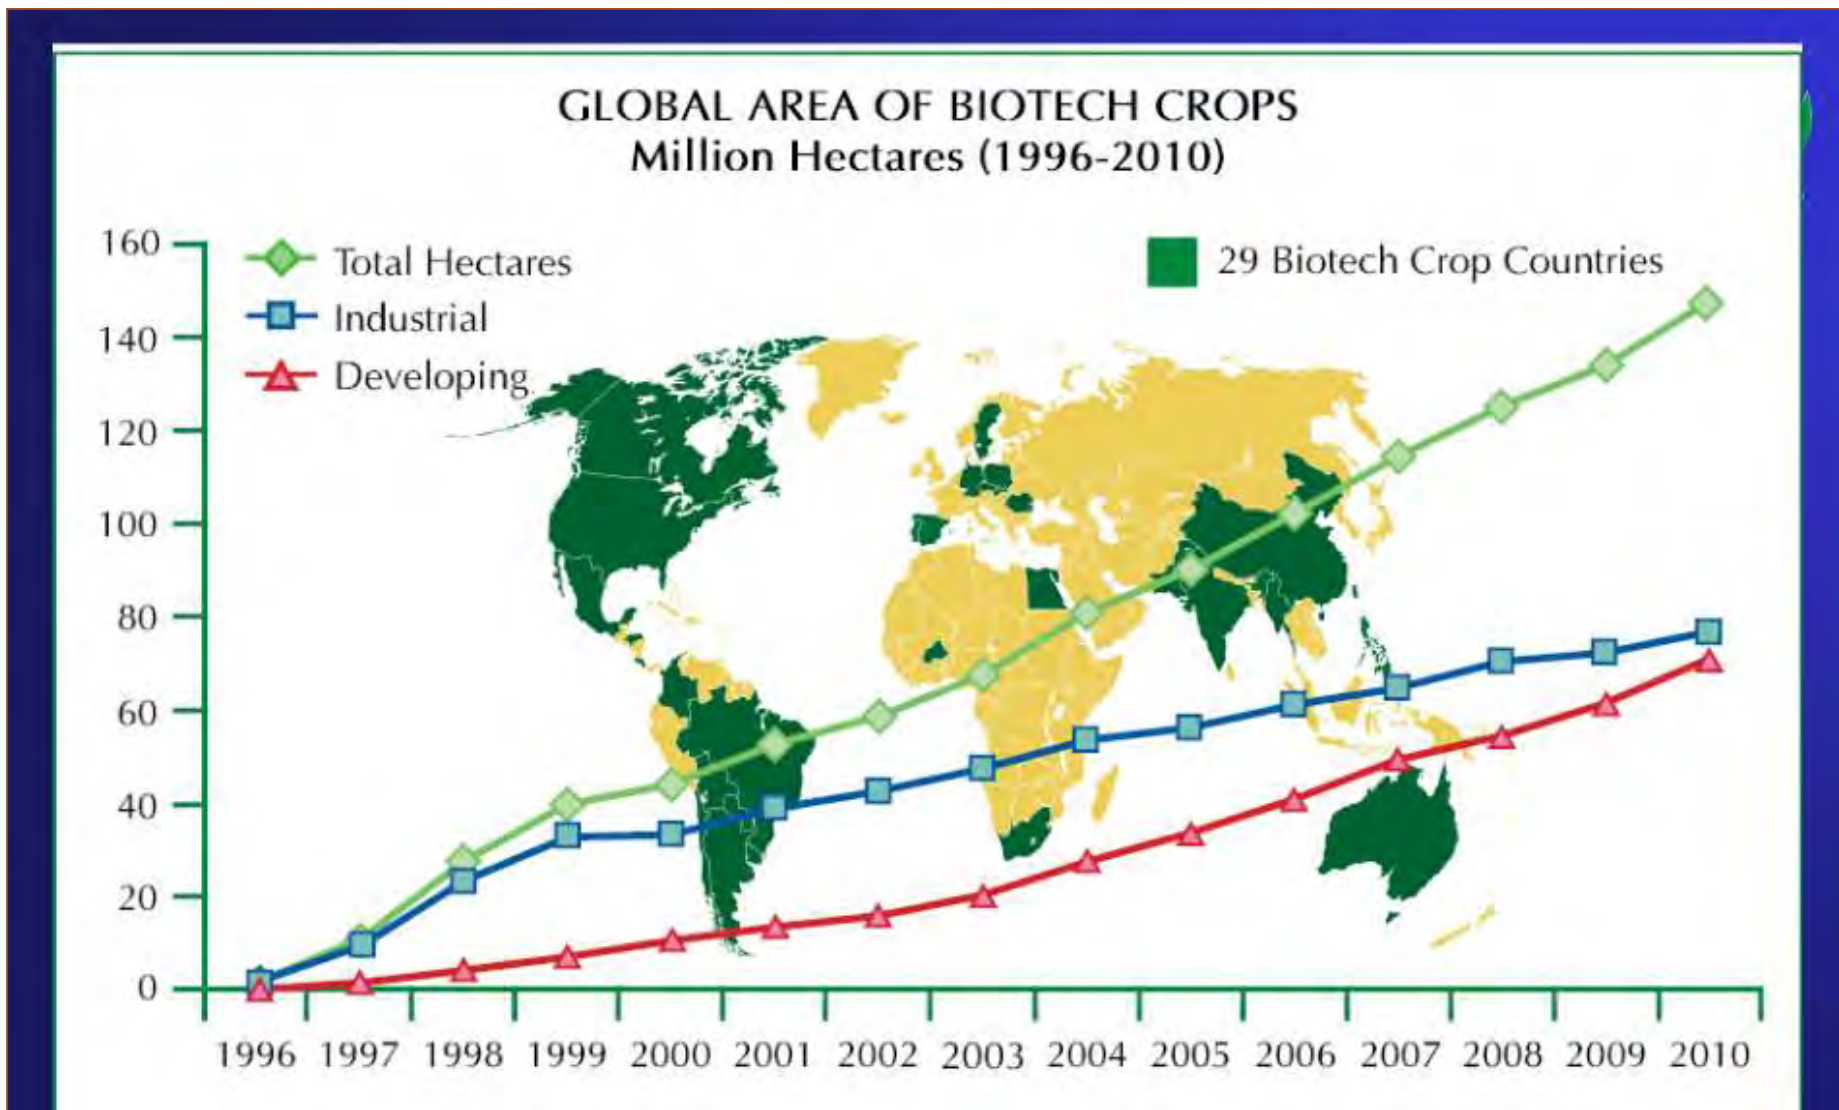 GLOBAL AREA OF BIOTECH CROPS
Million Hectares (1996-2010)
160
140
120
100
80
60
40
20
0
Total Hectares
Industrial
Developing
29 Biotech Crop Countries
1996 1997 1998 1999 2000 2001 2002 2003 2004 2005 2006 2007 2008 2009 2010